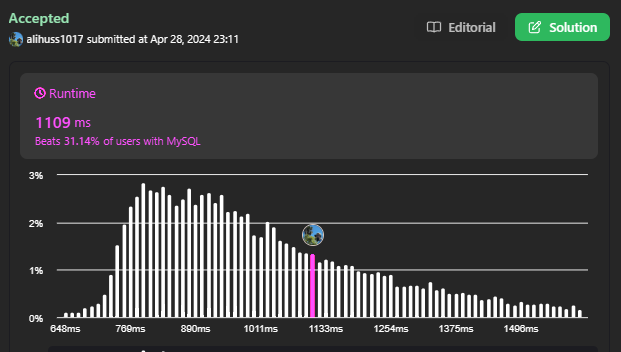 Accepted
alihuss1017 submitted at Apr 28, 2024 23:11
Editorial
Solution
Runtime
1109 ms
Beats 31.14% of users with MySQL
3%
2%
1%
0%
648ms 769ms 890ms 1011ms 1133ms 1254ms 1375ms 1496ms